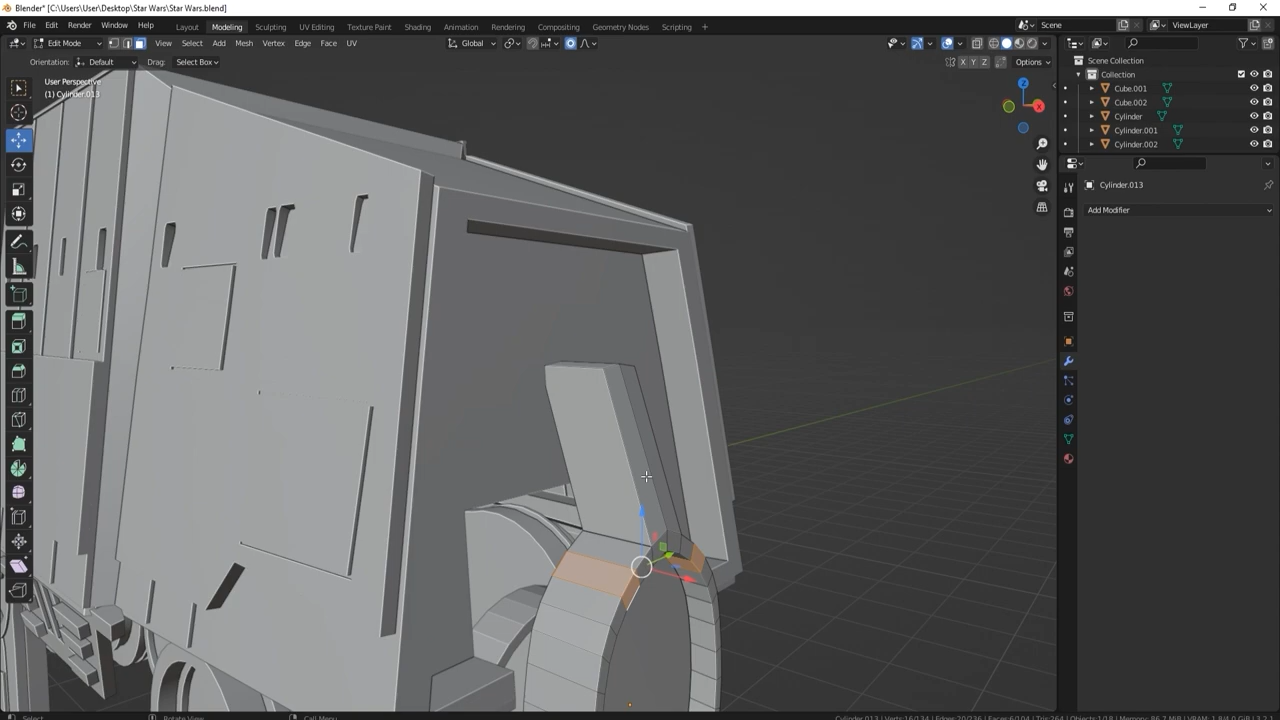 Blender* [C:\Users\User\Desktop\Star Wars\Star Wars.blend]
File Edit Render Window Help Layout Modeling Sculpting UV Editing Texture Paint Shading Animation Rendering Compositing Geometry Nodes Scripting + Scene ViewLayer
Edit Mode View Select Add Mesh Vertex Edge Face UV Global
Orientation: Default Drag: Select Box X Y Z Options
User Perspective
(1) Cylinder.013
Z
X
Scene Collection
Collection
Cube.001
Cube.002
Cylinder
Cylinder.001
Cylinder.002
Cylinder.013
Add Modifier
Select Rotate View Call Menu